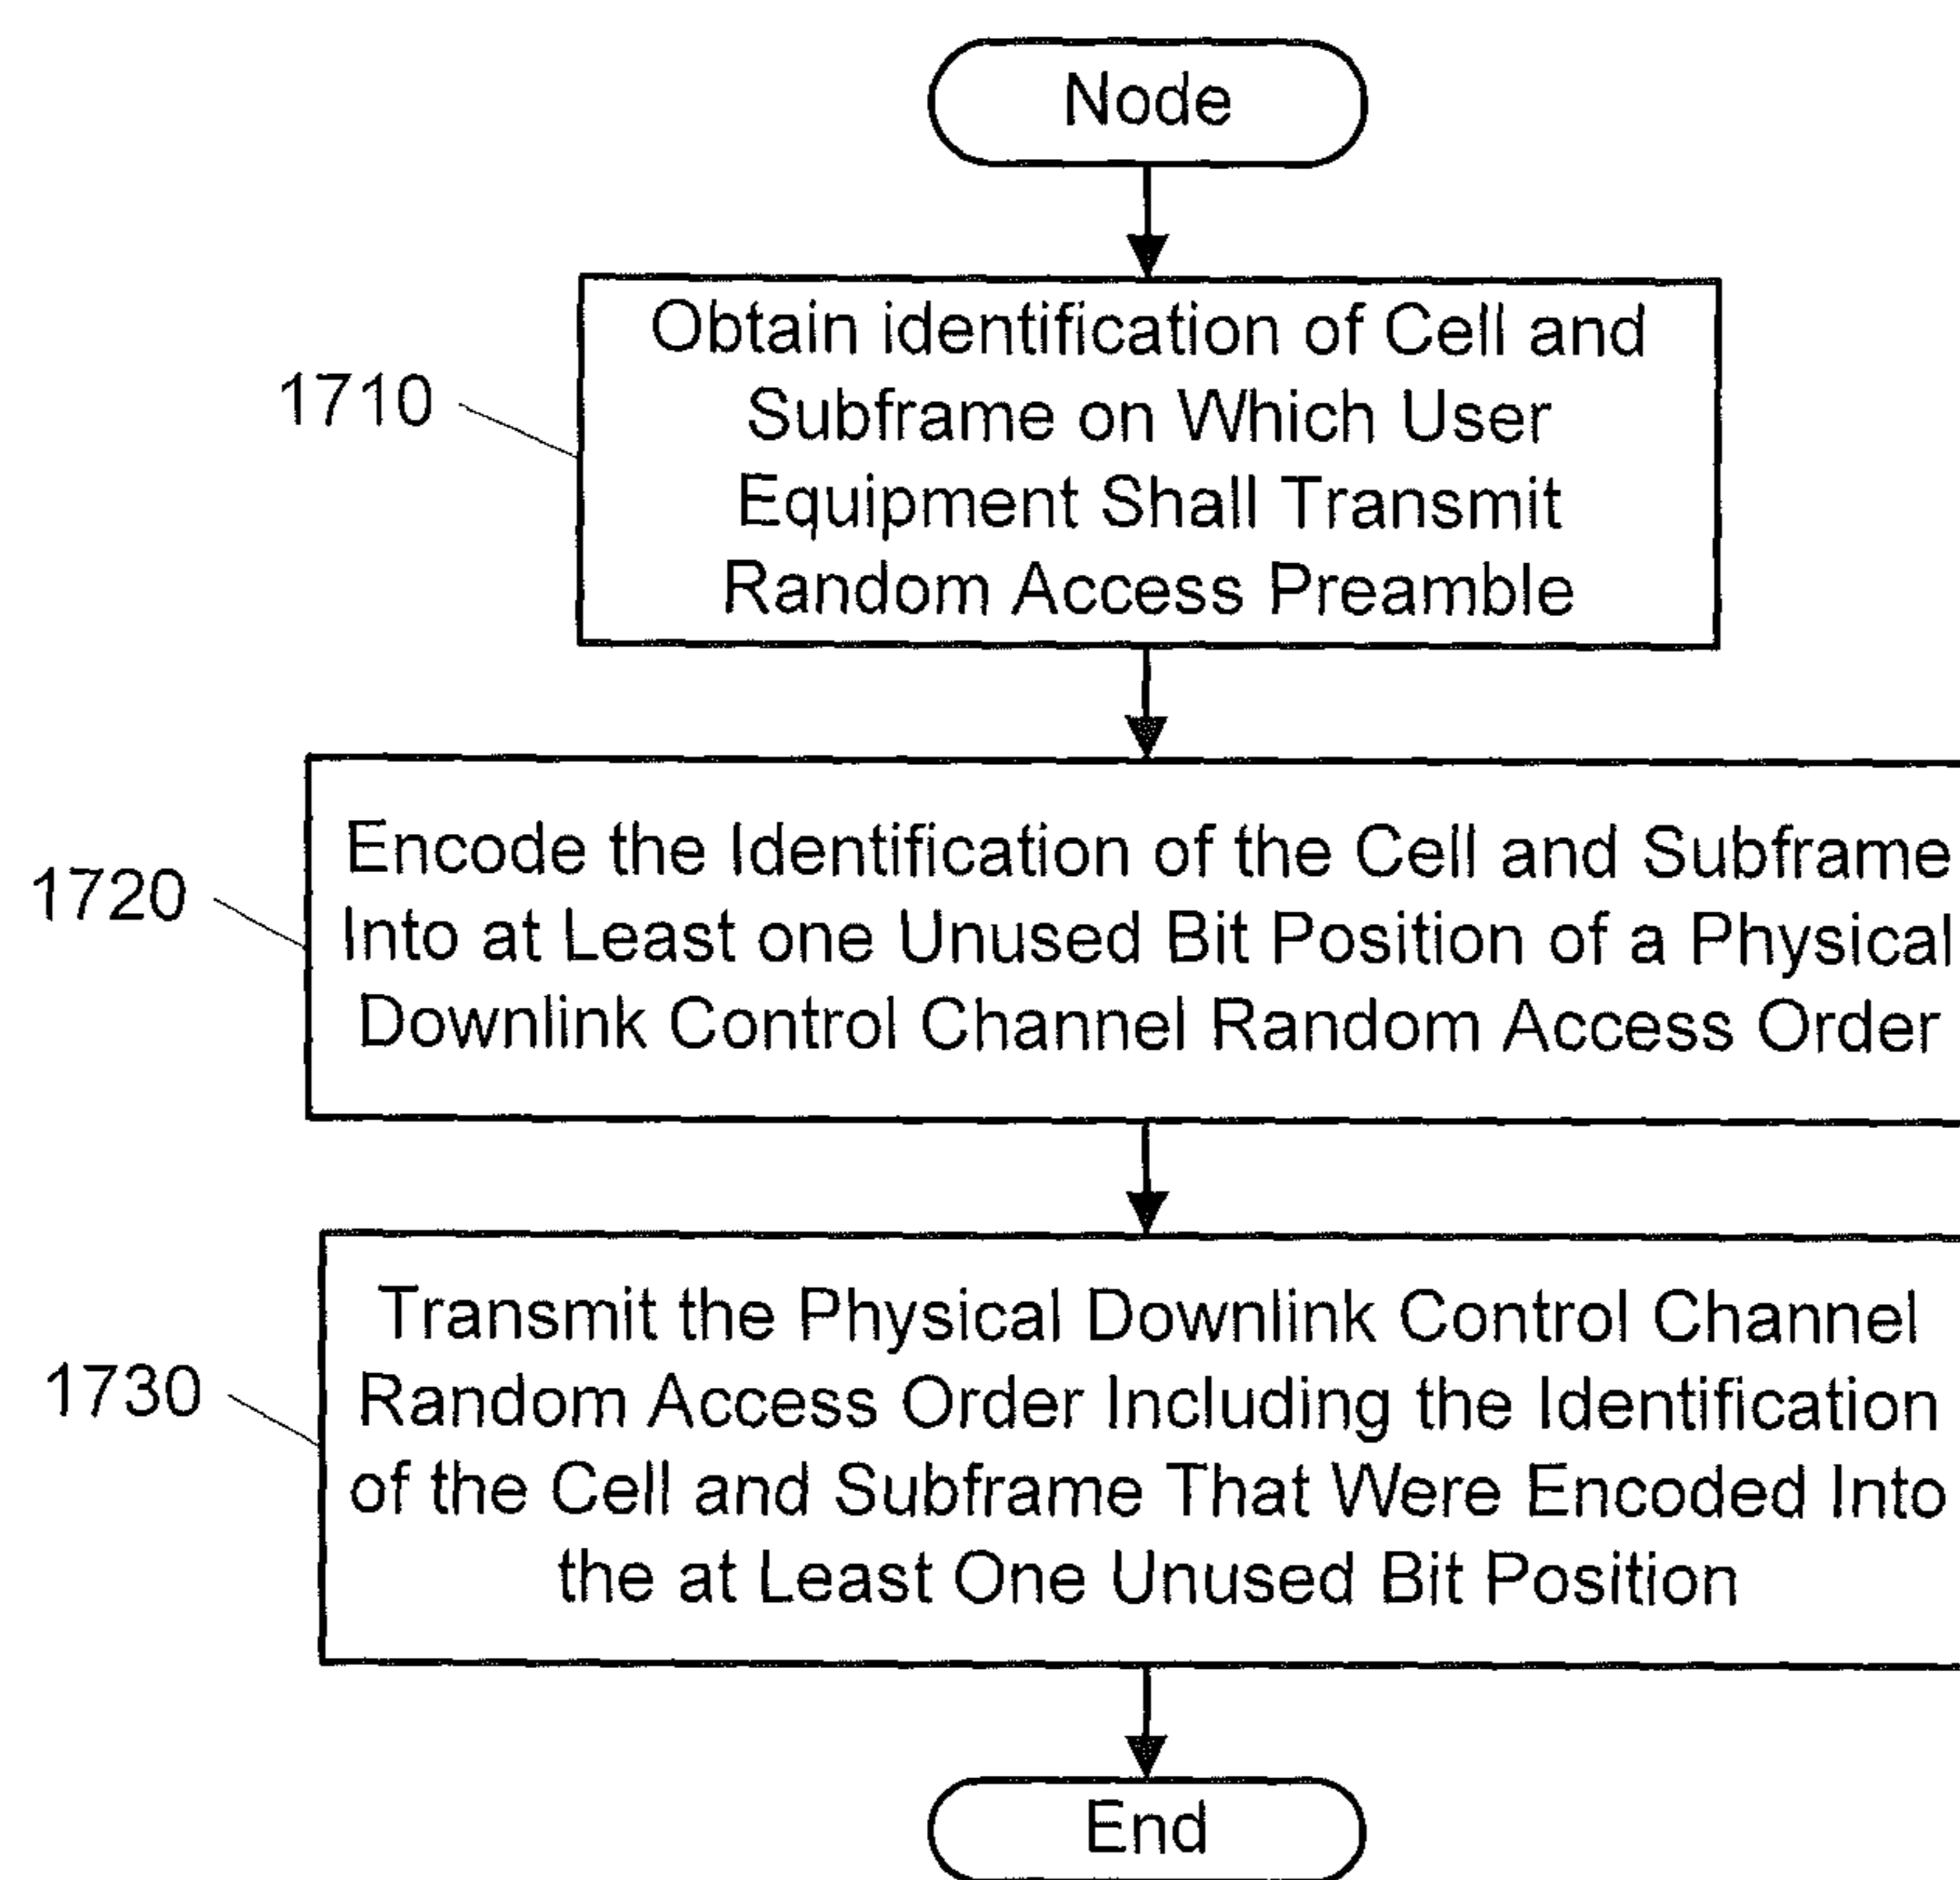 Node
Obtain identification of Cell and
Subframe on Which User
Equipment Shall Transmit
Random Access Preamble
1710
Encode the Identification of the Cell and Subframe
Into at Least one Unused Bit Position of a Physical
Downlink Control Channel Random Access Order
1720
Transmit the Physical Downlink Control Channel
Random Access Order Including the Identification
of the Cell and Subframe That Were Encoded Into
the at Least One Unused Bit Position
1730
End